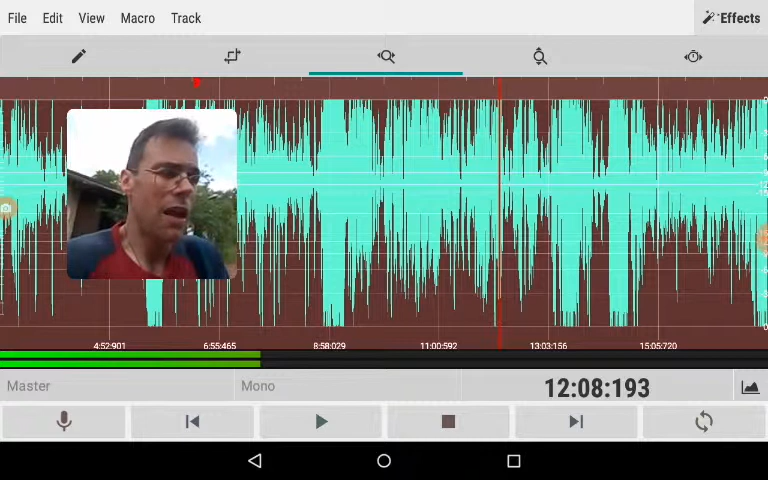 File Edit View Macro Track Effects
4:52:901 6:55:465 8:58:029 11:00:592 13:03:156 15:05:720
Master Mono 12:08:193